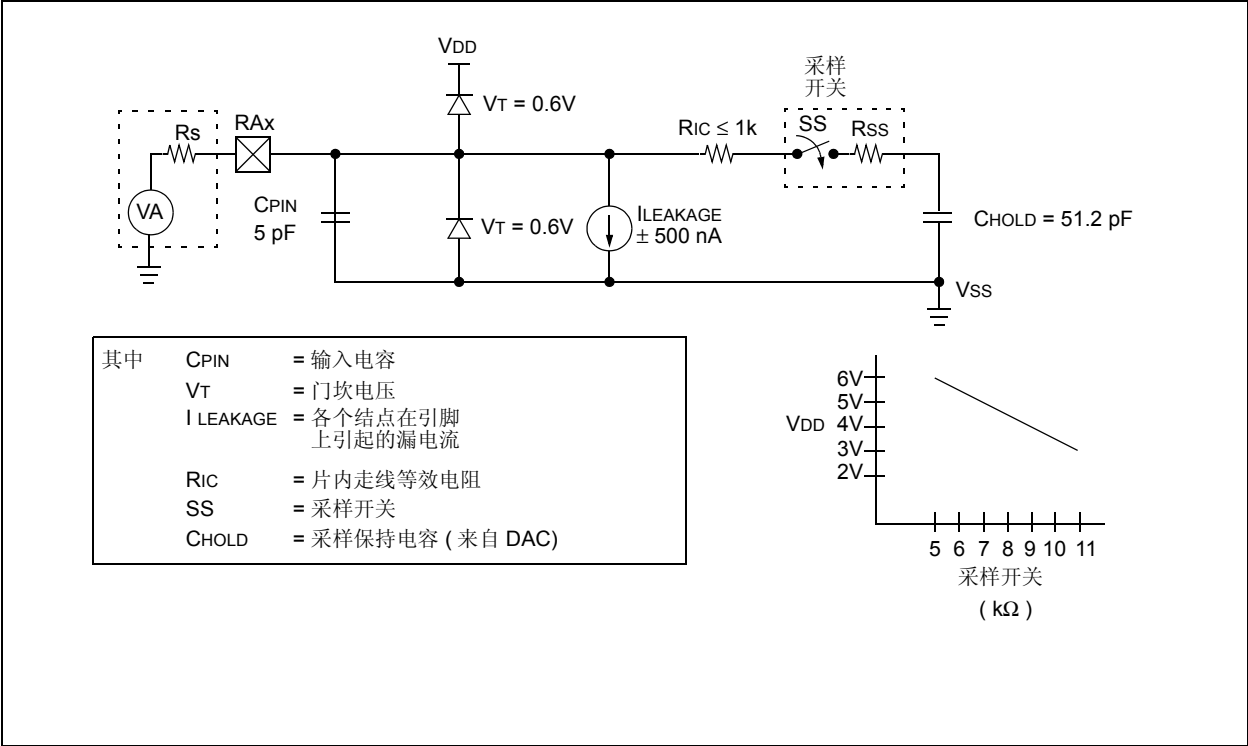 VDD
采样
开关
VT = 0.6V
Rs
RAx
RIC ≤ 1k
SS
RSS
VA
CPIN
5 pF
VT = 0.6V
ILEAKAGE
± 500 nA
CHOLD = 51.2 pF
VSS
其中
CPIN = 输入电容
VT = 门坎电压
I LEAKAGE = 各个结点在引脚
上引起的漏电流
RIC = 片内走线等效电阻
SS = 采样开关
CHOLD = 采样保持电容 ( 来自 DAC)
6V
5V
VDD 4V
3V
2V
5 6 7 8 9 10 11
采样开关
( kΩ )